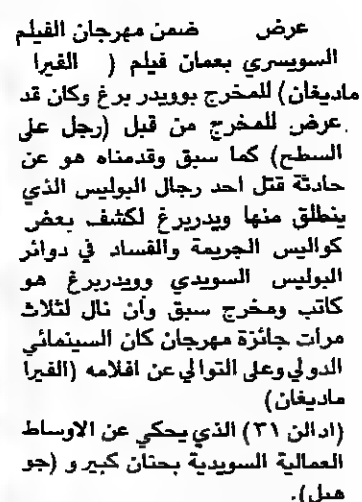 عرض ضمن مهرجان الفيلم
السويسري بعمان فيلم ( الفيرا
ماديغان) للمخرج بوويدر برغ وكان قد
عرض للمخرج من قبل (رجل على
السطح) كما سبق وقدمناه هو عن
حادثة قتل احد رجال البوليس الذي
ينطلق منها ويدربرغ لكشف بعض
كواليس الجريمة والفساد في دوائر
البوليس السويدي وويدربرغ هو
كاتب ومخرج سبق وأن نال لثلاث
مرات جائزة مهرجان كان السينمائي
الدولي وعلى التوالي عن افلامه (الفيرا
ماديغان)
(ادالن ٣١) الذي يحكي عن الاوساط
العمالية السويدية بحنان كبير و (جو
هيل).